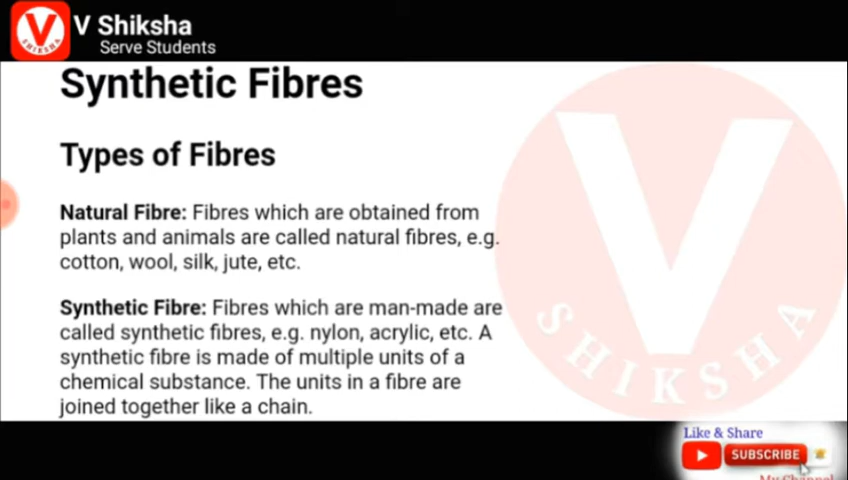 V Shiksha
Serve Students
V
SHIKSHA
Synthetic Fibres
Types of Fibres
Natural Fibre: Fibres which are obtained from
plants and animals are called natural fibres, e.g.
cotton, wool, silk, jute, etc.
Synthetic Fibre: Fibres which are man-made are
called synthetic fibres, e.g. nylon, acrylic, etc. A
synthetic fibre is made of multiple units of a
chemical substance. The units in a fibre are
joined together like a chain.
V
SHIKSHA
Like & Share
SUBSCRIBE
My Channel